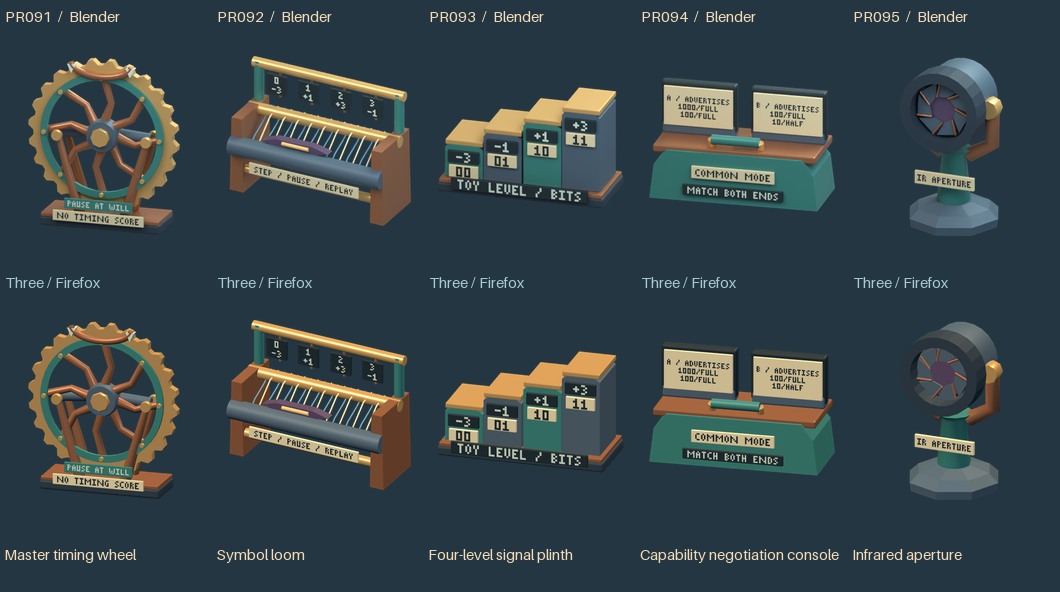 PR091 / Blender
PR092 / Blender
PR093 / Blender
PR094 / Blender
PR095 / Blender
PAUSE AT WILL
NO TIMING SCORE
0 1 2 3
-3 +1 +3 -1
STEP / PAUSE / REPLAY
-3 -1 +1 +3
00 01 10 11
TOY LEVEL / BITS
A / ADVERTISES
1000/FULL
100/FULL
B / ADVERTISES
100/FULL
10/HALF
COMMON MODE
MATCH BOTH ENDS
IR APERTURE
Three / Firefox
Three / Firefox
Three / Firefox
Three / Firefox
Three / Firefox
PAUSE AT WILL
NO TIMING SCORE
0 1 2 3
-3 +1 +3 -1
STEP / PAUSE / REPLAY
-3 -1 +1 +3
00 01 10 11
TOY LEVEL / BITS
A / ADVERTISES
1000/FULL
100/FULL
B / ADVERTISES
100/FULL
10/HALF
COMMON MODE
MATCH BOTH ENDS
IR APERTURE
Master timing wheel
Symbol loom
Four-level signal plinth
Capability negotiation console
Infrared aperture